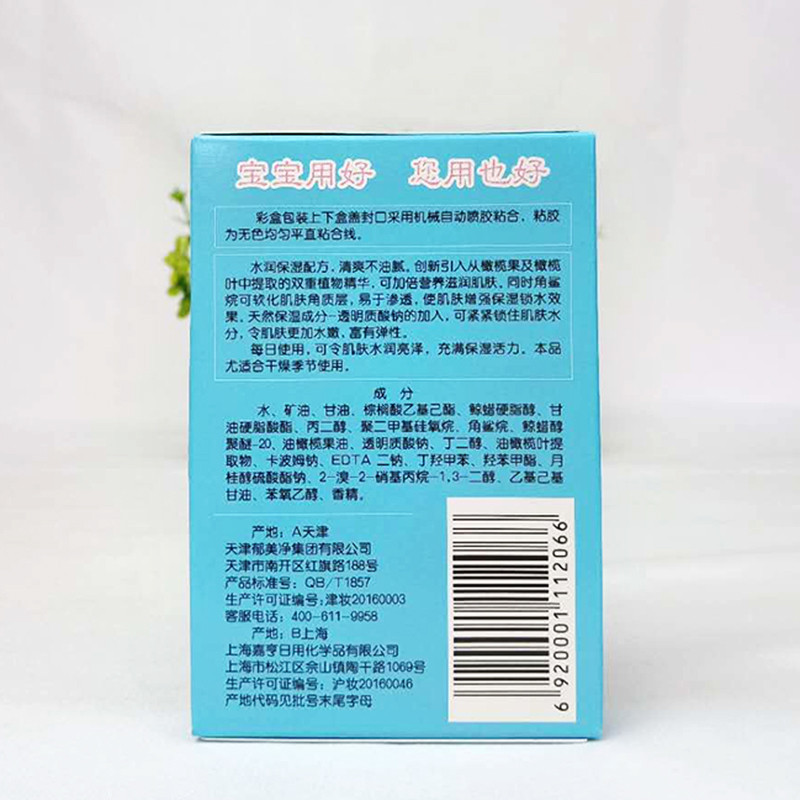 宝宝用好 您用也好
彩盒包装上下盒盖封口采用机械自动喷胶粘合，粘胶
为无色均匀平直粘合线。
水润保湿配方，清爽不油腻。创新引入从橄榄果及橄榄
叶中提取的双重植物精华，可加倍营养滋润肌肤。同时角鲨
烷可软化肌肤角质层，易于渗透，使肌肤增强保湿锁水效
果。天然保湿成分-透明质酸钠的加入，可紧紧锁住肌肤水
分，令肌肤更加水嫩，富有弹性。
每日使用，可令肌肤水润亮泽，充满保湿活力。本品
尤适合干燥季节使用。
成 分
水、矿油、甘油、棕榈酸乙基己酯、鲸蜡硬脂醇、甘
油硬脂酸酯、丙二醇、聚二甲基硅氧烷、角鲨烷、鲸蜡醇
聚醚-20、油橄榄果油、透明质酸钠、丁二醇、油橄榄叶提
取物、卡波姆钠、EDTA 二钠、丁羟甲苯、羟苯甲酯、月
桂醇硫酸酯钠、2-溴-2-硝基丙烷-1,3-二醇、乙基己基
甘油、苯氧乙醇、香精。
产地：A天津
天津郁美净集团有限公司
天津市南开区红旗路188号
产品标准号：QB/T1857
生产许可证编号：津妆20160003
客服电话：400-611-9958
产地：B上海
上海嘉亨日用化学品有限公司
上海市松江区佘山镇陶干路1069号
生产许可证编号：沪妆20160046
产地代码见批号末尾字母
6 920001 112066